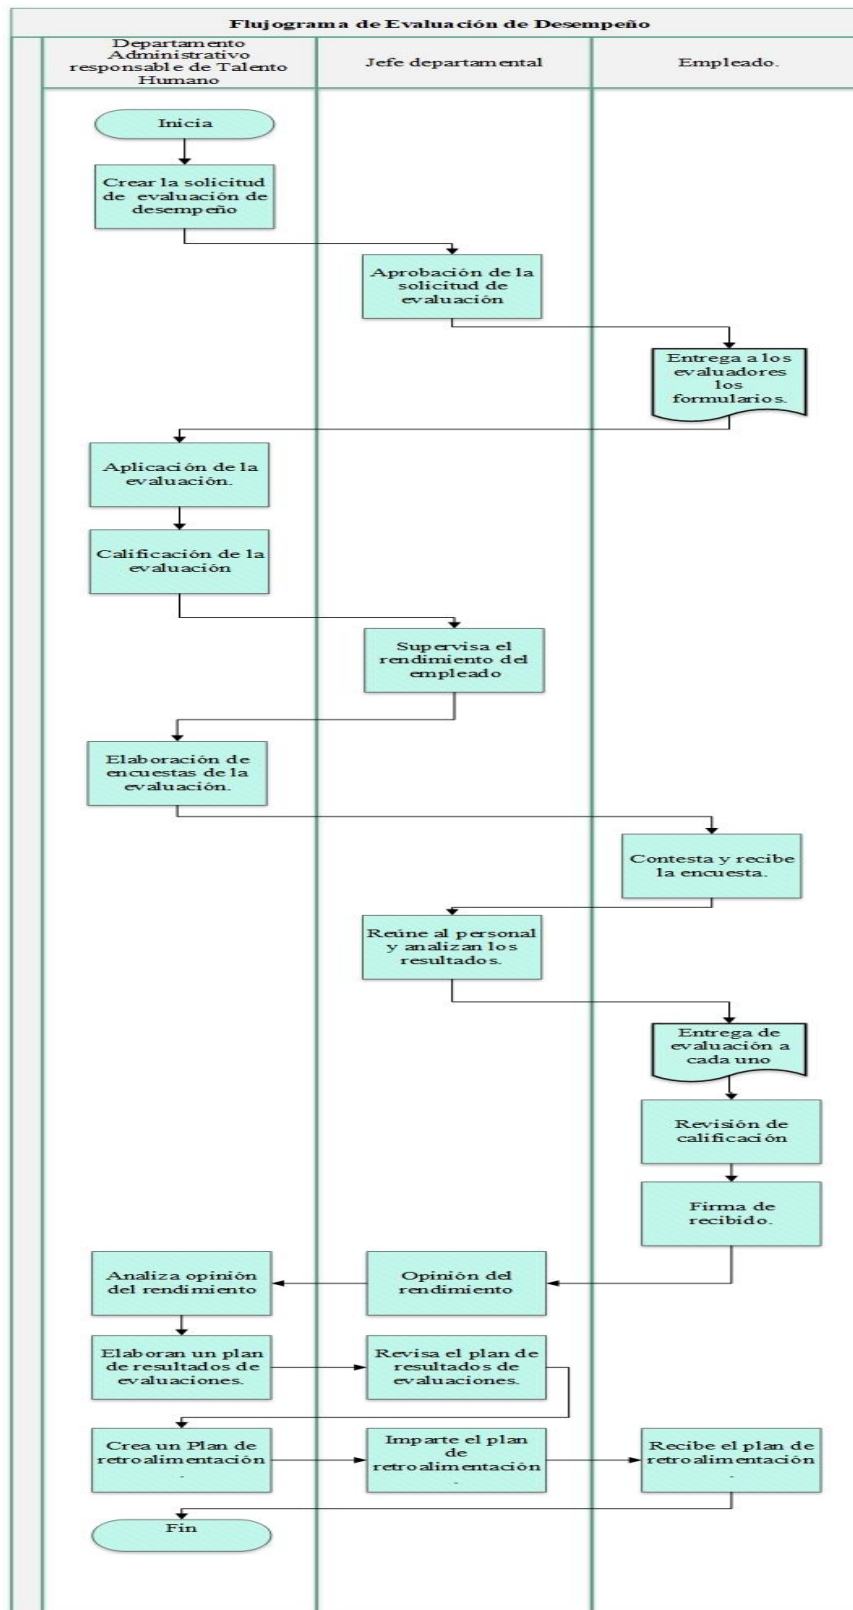 Flujograma de Evaluación de Desempeño
Departamento
Administrativo
responsable de Talento
Humano
Jefe departamental
Empleado.
Inicia
Crear la solicitud
de evaluación de
desempeño
Aprobación de la
solicitud de
evaluación
Entrega a los
evaluadores
los
formularios.
Aplicación de la
evaluación.
Calificación de la
evaluación
Supervisa el
rendimiento del
empleado
Elaboración de
encuestas de la
evaluación.
Contesta y recibe
la encuesta.
Reúne al personal
y analizan los
resultados.
Entrega de
evaluación a
cada uno
Revisión de
calificación
Firma de
recibido.
Opinión del
rendimiento
Analiza opinión
del rendimiento
Elaboran un plan
de resultados de
evaluaciones.
Revisa el plan de
resultados de
evaluaciones.
Crea un Plan de
retroalimentación
.
Imparte el plan
de
retroalimentación
.
Recibe el plan de
retroalimentación
.
Fin